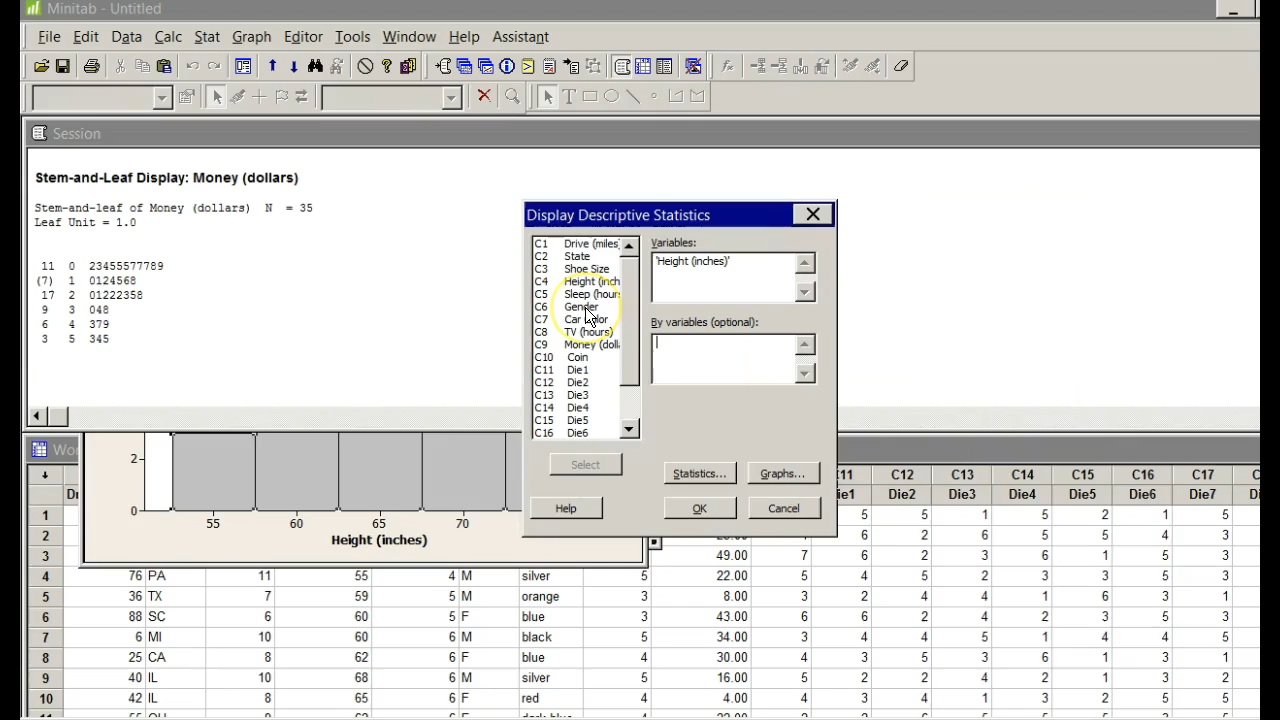 Minitab - Untitled
File Edit Data Calc Stat Graph Editor Tools Window Help Assistant
Session
Stem-and-Leaf Display: Money (dollars)
Stem-and-leaf of Money (dollars) N = 35
Leaf Unit = 1.0
11 0 23455577789
(7) 1 0124568
17 2 01222358
9 3 048
6 4 379
3 5 345
Display Descriptive Statistics
C1 Drive (miles)
C2 State
C3 Shoe Size
C4 Height (inch
C5 Sleep (hours
C6 Gender
C7 Car Color
C8 TV (hours)
C9 Money (doll
C10 Coin
C11 Die1
C12 Die2
C13 Die3
C14 Die4
C15 Die5
C16 Die6
Variables:
'Height (inches)'
By variables (optional):
Select
Statistics... Graphs...
Help OK Cancel
2
0
55 60 65 70
Height (inches)
C11 C12 C13 C14 C15 C16 C17
Die1 Die2 Die3 Die4 Die5 Die6 Die7
1 5 5 1 5 2 1 5
2 6 2 6 5 5 4 3
3 49.00 7 6 2 3 6 1 5 3
4 76 PA 11 55 4 M silver 5 22.00 5 4 5 2 3 3 5 3
5 36 TX 7 59 5 M orange 3 8.00 3 2 4 4 1 6 3 1
6 88 SC 6 60 5 F blue 3 43.00 6 6 2 4 2 3 5 3
7 6 MI 10 60 6 M black 5 34.00 3 4 4 5 1 4 4 5
8 25 CA 8 62 6 F blue 4 30.00 4 3 5 3 6 1 3 1
9 40 IL 10 68 6 M silver 5 16.00 5 2 2 4 2 1 3 2
10 42 IL 8 65 6 F red 4 4.00 4 3 4 1 3 2 5 5